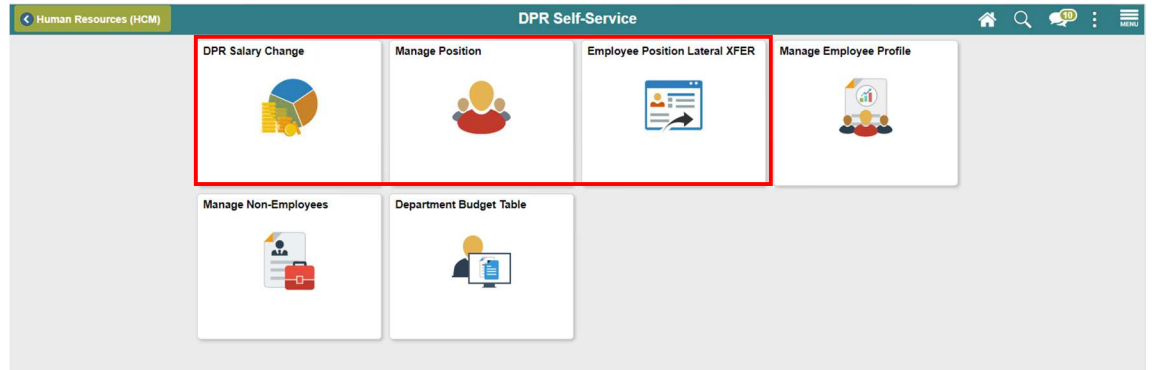 Human Resources (HCM)
DPR Self-Service
10
MENU
DPR Salary Change
Manage Position
Employee Position Lateral XFER
Manage Employee Profile
Manage Non-Employees
Department Budget Table